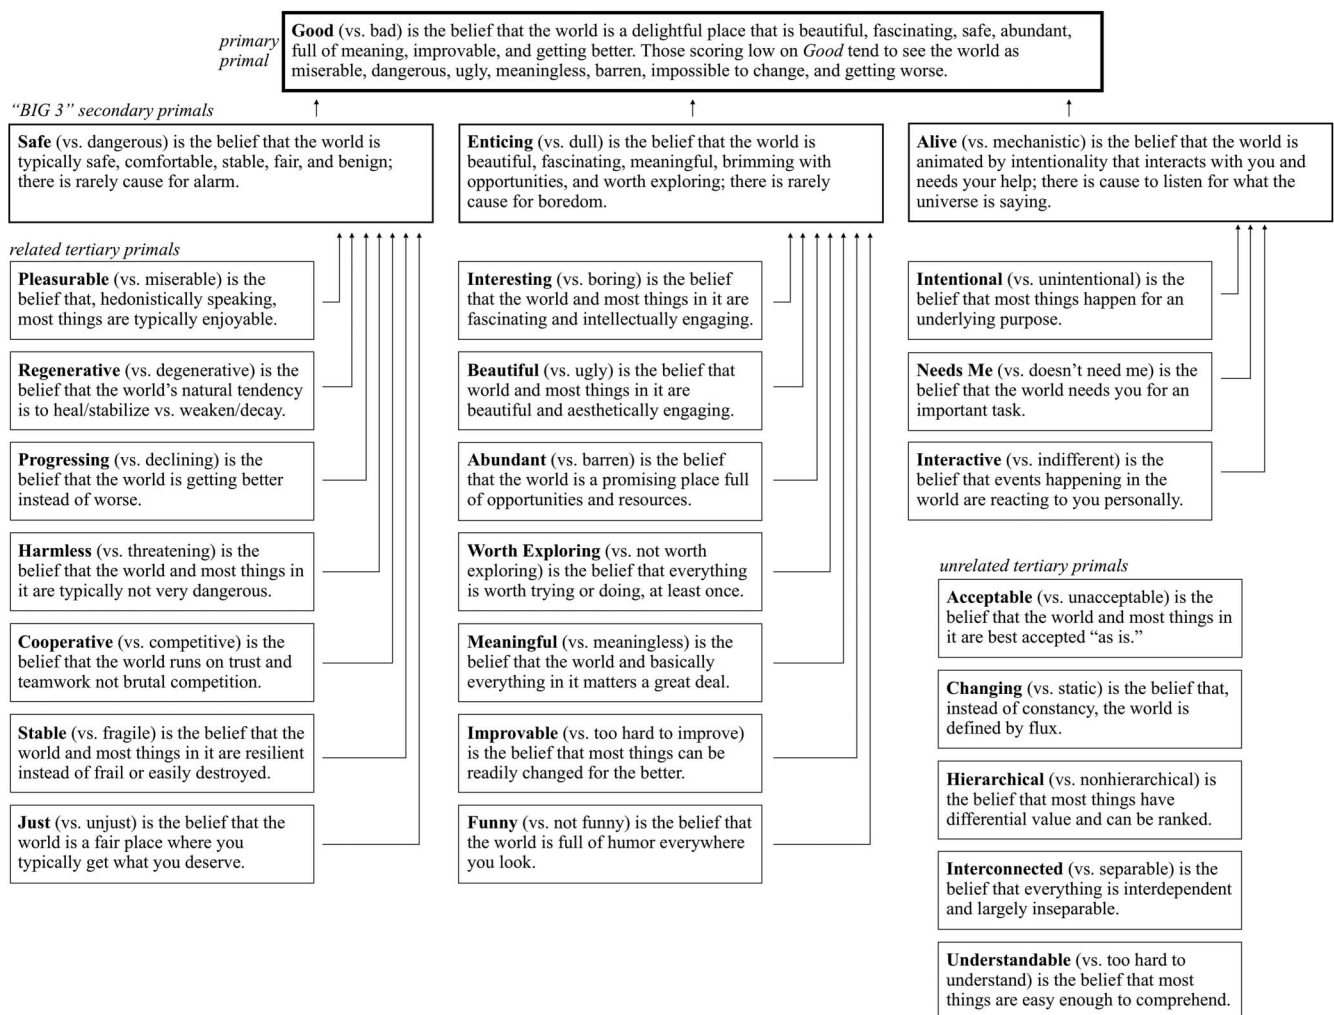 primary
primal
Good (vs. bad) is the belief that the world is a delightful place that is beautiful, fascinating, safe, abundant,
full of meaning, improvable, and getting better. Those scoring low on Good tend to see the world as
miserable, dangerous, ugly, meaningless, barren, impossible to change, and getting worse.
“BIG 3” secondary primals
Safe (vs. dangerous) is the belief that the world is
typically safe, comfortable, stable, fair, and benign;
there is rarely cause for alarm.
related tertiary primals
Pleasurable (vs. miserable) is the
belief that, hedonistically speaking,
most things are typically enjoyable.
Regenerative (vs. degenerative) is the
belief that the world’s natural tendency
is to heal/stabilize vs. weaken/decay.
Progressing (vs. declining) is the
belief that the world is getting better
instead of worse.
Harmless (vs. threatening) is the
belief that the world and most things in
it are typically not very dangerous.
Cooperative (vs. competitive) is the
belief that the world runs on trust and
teamwork not brutal competition.
Stable (vs. fragile) is the belief that the
world and most things in it are resilient
instead of frail or easily destroyed.
Just (vs. unjust) is the belief that the
world is a fair place where you
typically get what you deserve.
Enticing (vs. dull) is the belief that the world is
beautiful, fascinating, meaningful, brimming with
opportunities, and worth exploring; there is rarely
cause for boredom.
Interesting (vs. boring) is the belief
that the world and most things in it are
fascinating and intellectually engaging.
Beautiful (vs. ugly) is the belief that
world and most things in it are
beautiful and aesthetically engaging.
Abundant (vs. barren) is the belief
that the world is a promising place full
of opportunities and resources.
Worth Exploring (vs. not worth
exploring) is the belief that everything
is worth trying or doing, at least once.
Meaningful (vs. meaningless) is the
belief that the world and basically
everything in it matters a great deal.
Improvable (vs. too hard to improve)
is the belief that most things can be
readily changed for the better.
Funny (vs. not funny) is the belief that
the world is full of humor everywhere
you look.
Alive (vs. mechanistic) is the belief that the world is
animated by intentionality that interacts with you and
needs your help; there is cause to listen for what the
universe is saying.
Intentional (vs. unintentional) is the
belief that most things happen for an
underlying purpose.
Needs Me (vs. doesn’t need me) is the
belief that the world needs you for an
important task.
Interactive (vs. indifferent) is the
belief that events happening in the
world are reacting to you personally.
unrelated tertiary primals
Acceptable (vs. unacceptable) is the
belief that the world and most things in
it are best accepted “as is.”
Changing (vs. static) is the belief that,
instead of constancy, the world is
defined by flux.
Hierarchical (vs. nonhierarchical) is
the belief that most things have
differential value and can be ranked.
Interconnected (vs. separable) is the
belief that everything is interdependent
and largely inseparable.
Understandable (vs. too hard to
understand) is the belief that most
things are easy enough to comprehend.